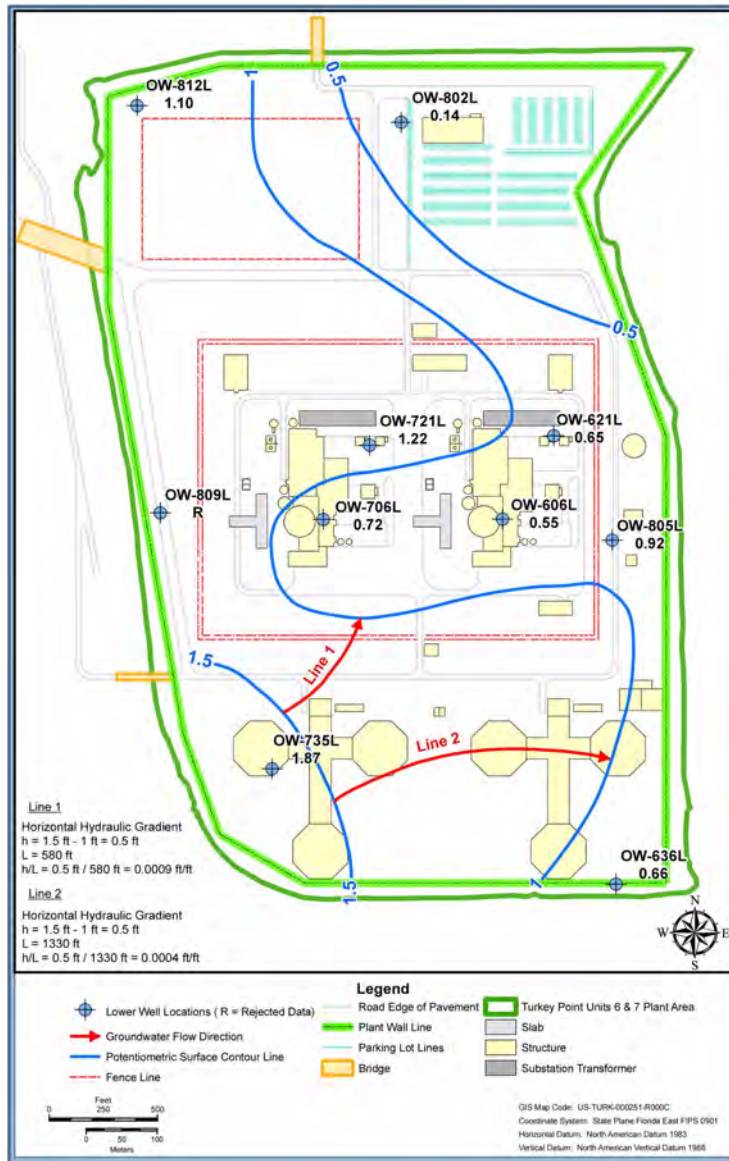 1
0.5
OW-812L
1.10
OW-802L
0.14
0.5
OW-721L
1.22
OW-621L
0.65
OW-809L
R
OW-706L
0.72
OW-606L
0.55
OW-805L
0.92
1.5
Line 1
OW-735L
1.87
Line 2
OW-636L
0.66
1.5
1
Line 1
Horizontal Hydraulic Gradient
h = 1.5 ft - 1 ft = 0.5 ft
L = 580 ft
h/L = 0.5 ft / 580 ft = 0.0009 ft/ft
Line 2
Horizontal Hydraulic Gradient
h = 1.5 ft - 1 ft = 0.5 ft
L = 1330 ft
h/L = 0.5 ft / 1330 ft = 0.0004 ft/ft
N
W E
S
Legend
Lower Well Locations ( R = Rejected Data)
Groundwater Flow Direction
Potentiometric Surface Contour Line
Fence Line
Road Edge of Pavement
Plant Wall Line
Parking Lot Lines
Bridge
Turkey Point Units 6 & 7 Plant Area
Slab
Structure
Substation Transformer
Feet
0 250 500
0 50 100
Meters
GIS Map Code: US-TURK-000251-R000C
Coordinate System: State Plane Florida East FIPS 0901
Horizontal Datum: North American Datum 1983
Vertical Datum: North American Vertical Datum 1988